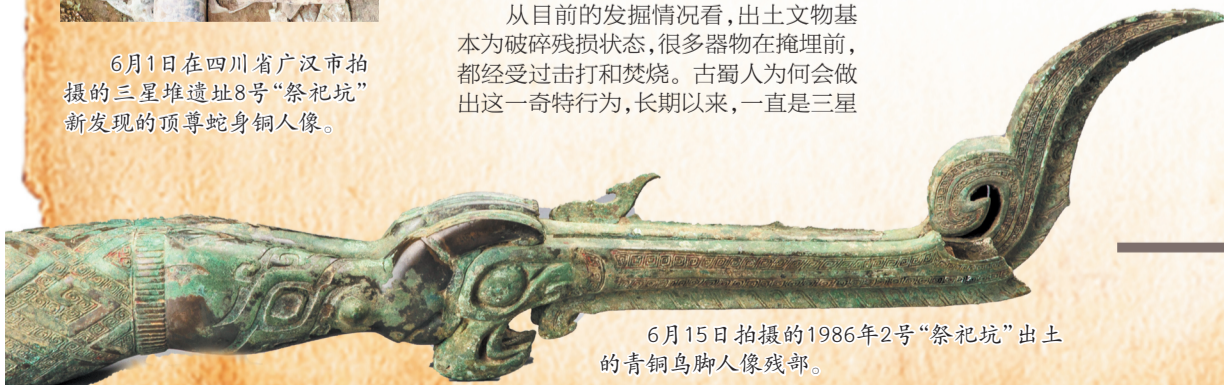 6月1日在四川省广汉市拍
摄的三星堆遗址8号“祭祀坑”
新发现的顶尊蛇身铜人像。
从目前的发掘情况看,出土文物基
本为破碎残损状态,很多器物在掩埋前,
都经受过击打和焚烧。古蜀人为何会做
出这一奇特行为,长期以来,一直是三星
6月15日拍摄的1986年2号“祭祀坑”出土
的青铜鸟脚人像残部。